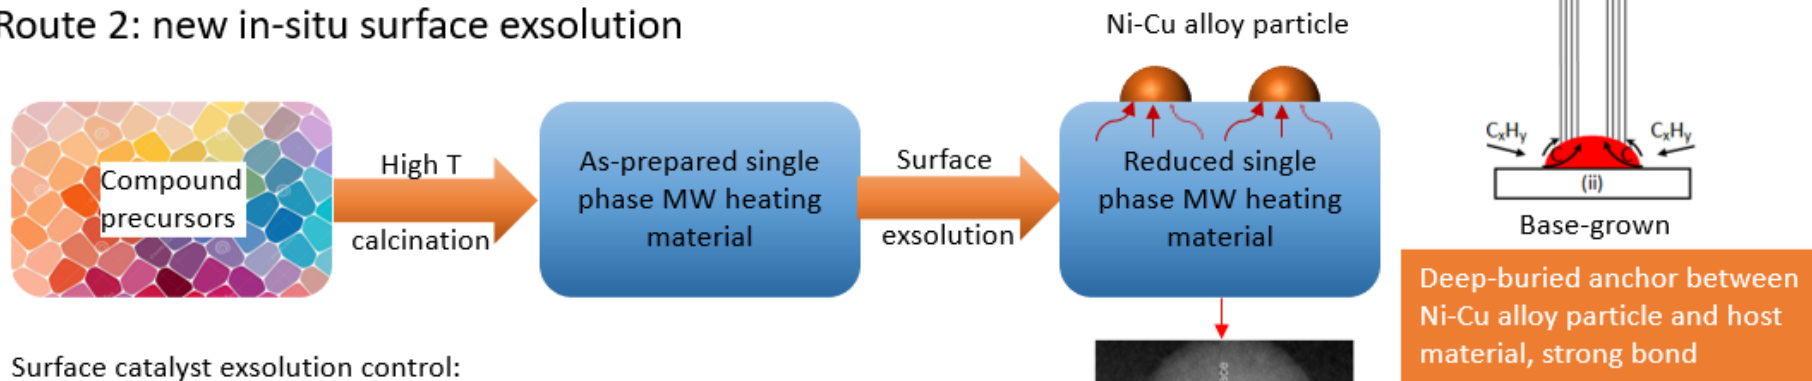 Route 2: new in-situ surface exsolution
Ni-Cu alloy particle
Compound
precursors
High T
calcination
As-prepared single
phase MW heating
material
Surface
exsolution
Reduced single
phase MW heating
material
CxHy
CxHy
C
C
(ii)
Base-grown
Deep-buried anchor between
Ni-Cu alloy particle and host
material, strong bond
Surface catalyst exsolution control: